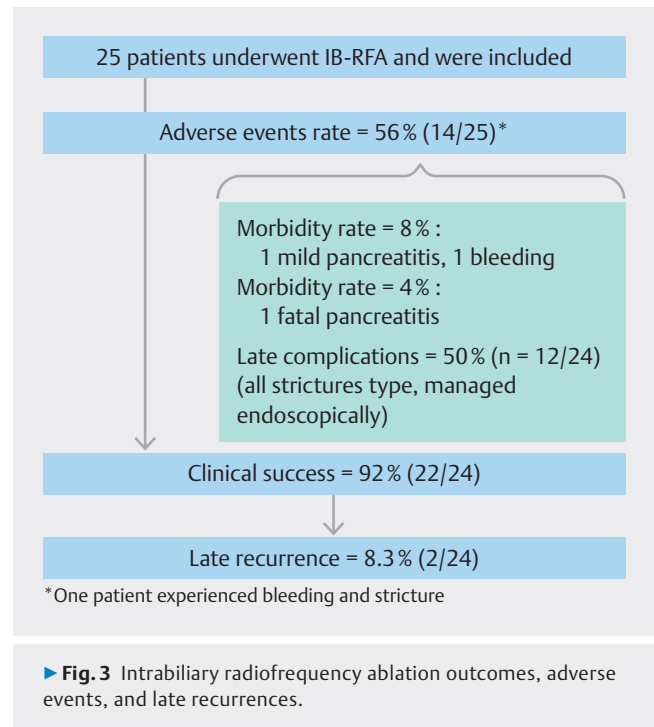 25 patients underwent IB-RFA and were included
Adverse events rate = 56% (14/25)*
Morbidity rate = 8%:
1 mild pancreatitis, 1 bleeding
Morbidity rate = 4%:
1 fatal pancreatitis
Late complications = 50% (n = 12/24)
(all strictures type, managed
endoscopically)
Clinical success = 92% (22/24)
Late recurrence = 8.3% (2/24)
*One patient experienced bleeding and stricture
▶ Fig. 3 Intrabiliary radiofrequency ablation outcomes, adverse
events, and late recurrences.